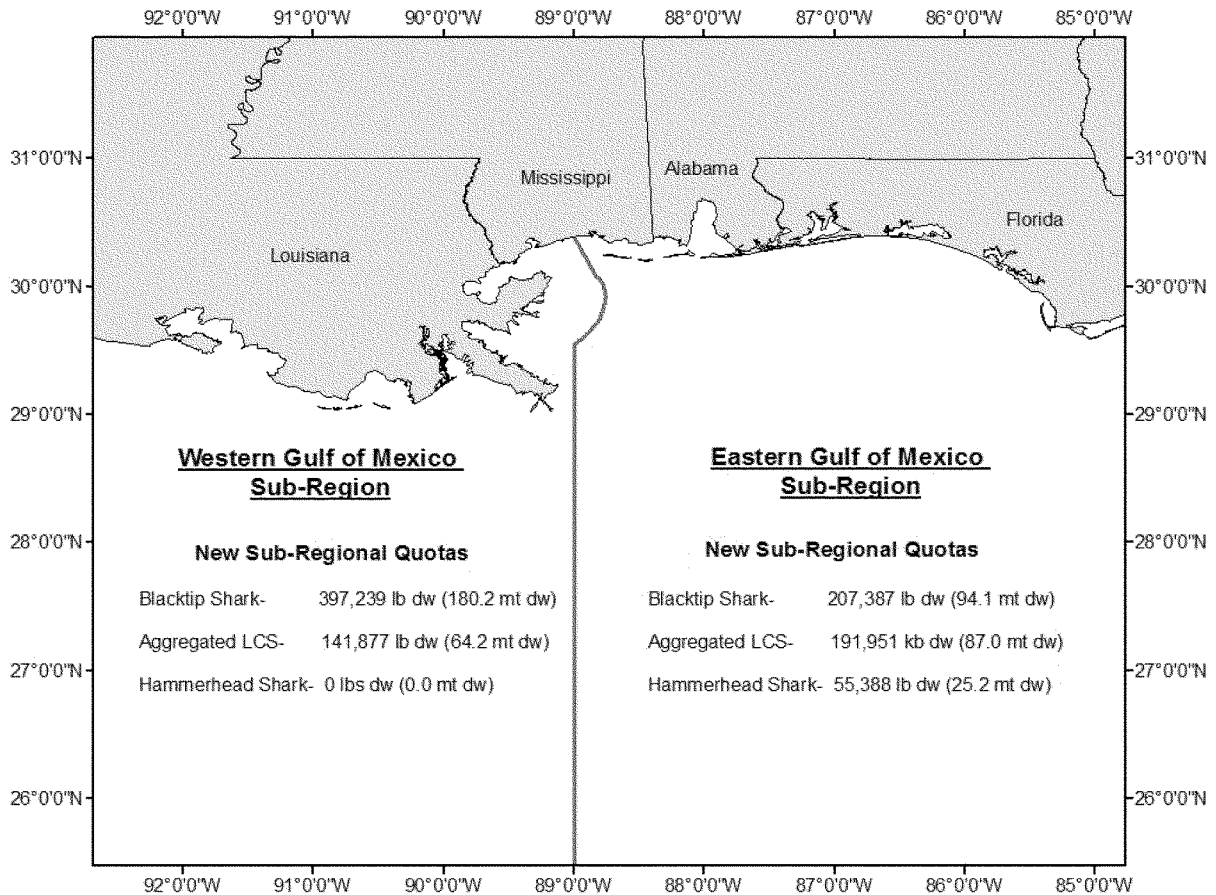 92°0'0"W 91°0'0"W 90°0'0"W 89°0'0"W 88°0'0"W 87°0'0"W 86°0'0"W 85°0'0"W
31°0'0"N 31°0'0"N
Mississippi
Alabama
Florida
Louisiana
30°0'0"N 30°0'0"N
29°0'0"N 29°0'0"N
Western Gulf of Mexico
Sub-Region
New Sub-Regional Quotas
Blacktip Shark- 397,239 lb dw (180.2 mt dw)
Aggregated LCS- 141,877 lb dw (64.2 mt dw)
Hammerhead Shark- 0 lbs dw (0.0 mt dw)
Eastern Gulf of Mexico
Sub-Region
New Sub-Regional Quotas
Blacktip Shark- 207,387 lb dw (94.1 mt dw)
Aggregated LCS- 191,951 kb dw (87.0 mt dw)
Hammerhead Shark- 55,388 lb dw (25.2 mt dw)
28°0'0"N 28°0'0"N
27°0'0"N 27°0'0"N
26°0'0"N 26°0'0"N
92°0'0"W 91°0'0"W 90°0'0"W 89°0'0"W 88°0'0"W 87°0'0"W 86°0'0"W 85°0'0"W